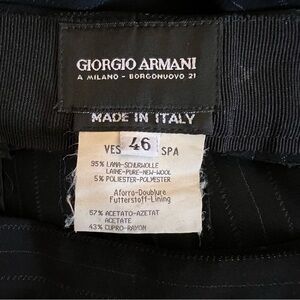 GIORGIO ARMANI
A MILANO - BORGONUOVO 21
MADE IN ITALY
VES 46 SPA
95% LANA-SCHURWOLLE
LAINE-PURE-NEW-WOOL
5% POLIESTER-POLYESTER
Aforro-Doublure
Futterstoff-Lining
57% ACETATO-AZETAT
ACETATE
43% CUPRO-RAYON